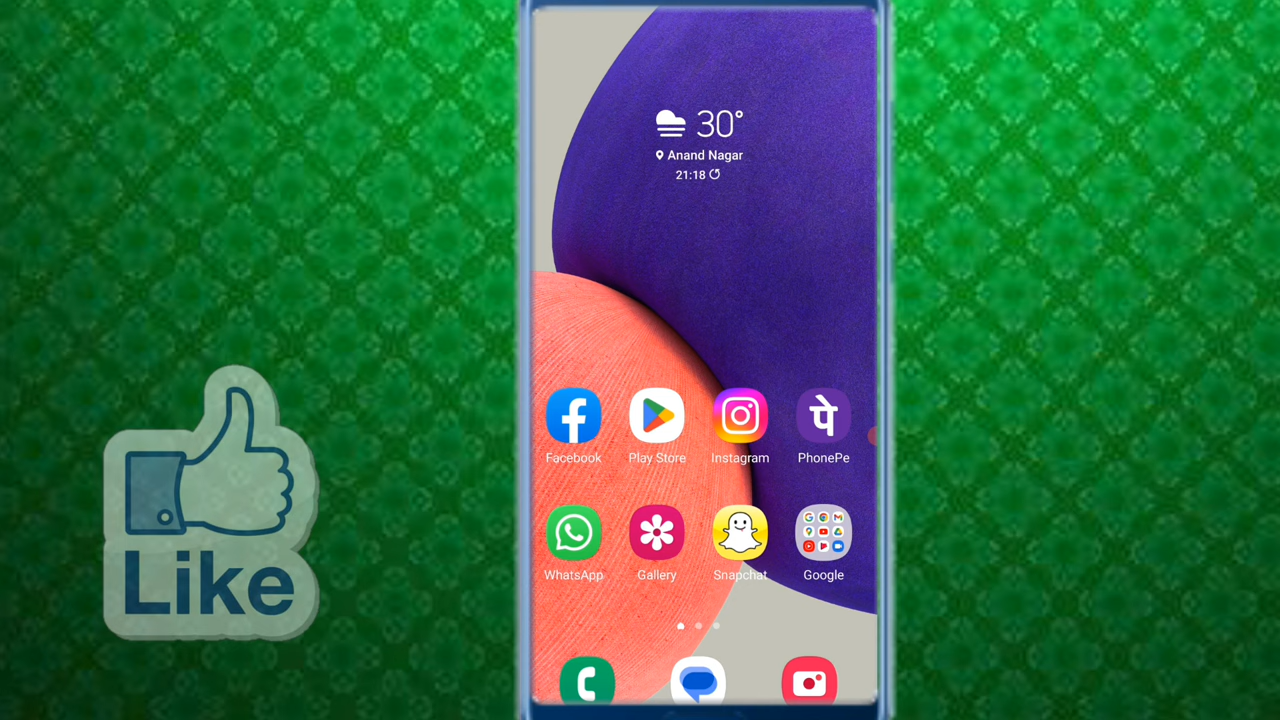 30°
Anand Nagar
21:18
Facebook
Play Store
Instagram
पे
PhonePe
WhatsApp
Gallery
Snapchat
Google
Like